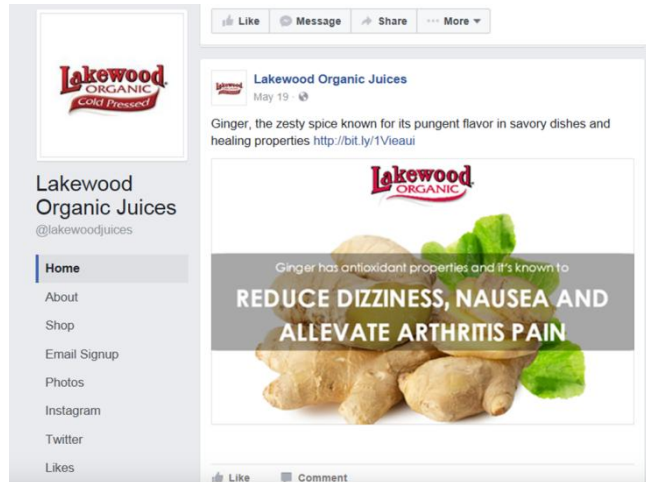 Like Message Share More
Lakewood
ORGANIC
Cold Pressed
Lakewood
Organic Juices
@lakewoodjuices
Home
About
Shop
Email Signup
Photos
Instagram
Twitter
Likes
Lakewood
Lakewood Organic Juices
May 19
Ginger, the zesty spice known for its pungent flavor in savory dishes and
healing properties http://bit.ly/1Vieaui
Lakewood
ORGANIC
Ginger has antioxidant properties and it's known to
REDUCE DIZZINESS, NAUSEA AND
ALLEVATE ARTHRITIS PAIN
Like Comment